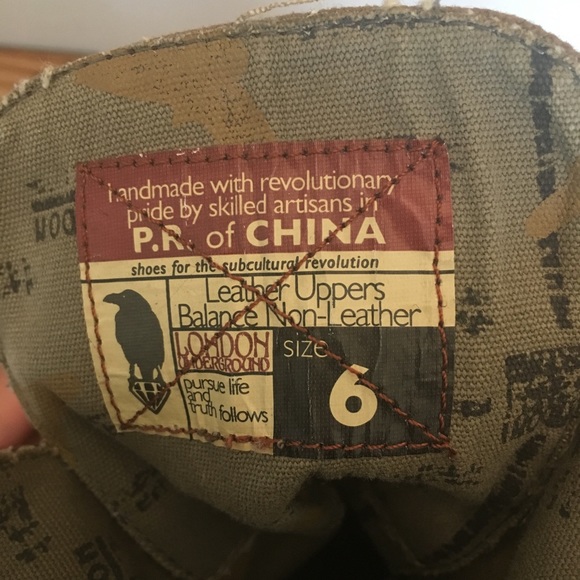 handmade with revolutionary
pride by skilled artisans in
P.R. of CHINA
shoes for the subcultural revolution
Leather Uppers
Balance Non-Leather
LONDON
UNDERGROUND
SIZE
6
pursue life
and
truth follows